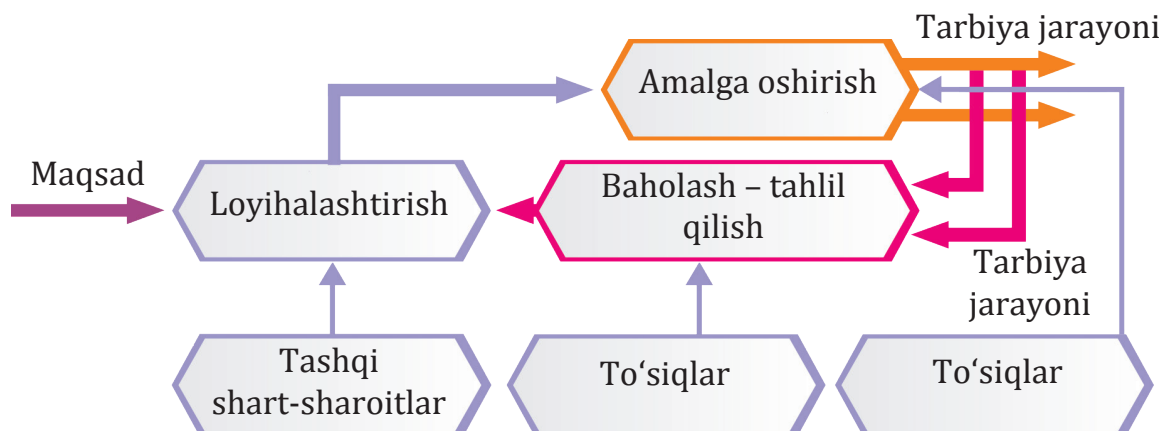 Tarbiya jarayoni
Amalga oshirish
Maqsad
Loyihalashtirish
Baholash – tahlil
qilish
Tarbiya
jarayoni
Tashqi
shart-sharoitlar
To‘siqlar
To‘siqlar